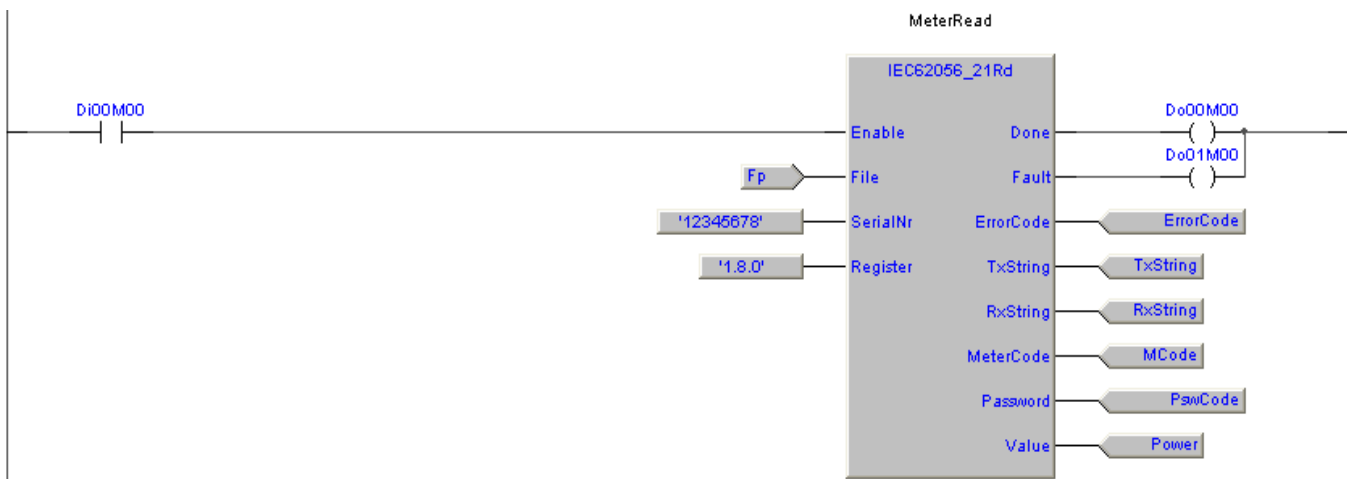 MeterRead
IEC62056_21Rd
Di00M00
Enable Done Do00M00
Do01M00
Fp File Fault
'12345678' SerialNr ErrorCode ErrorCode
'1.8.0' Register TxString TxString
RxString RxString
MeterCode MCode
Password PswCode
Value Power